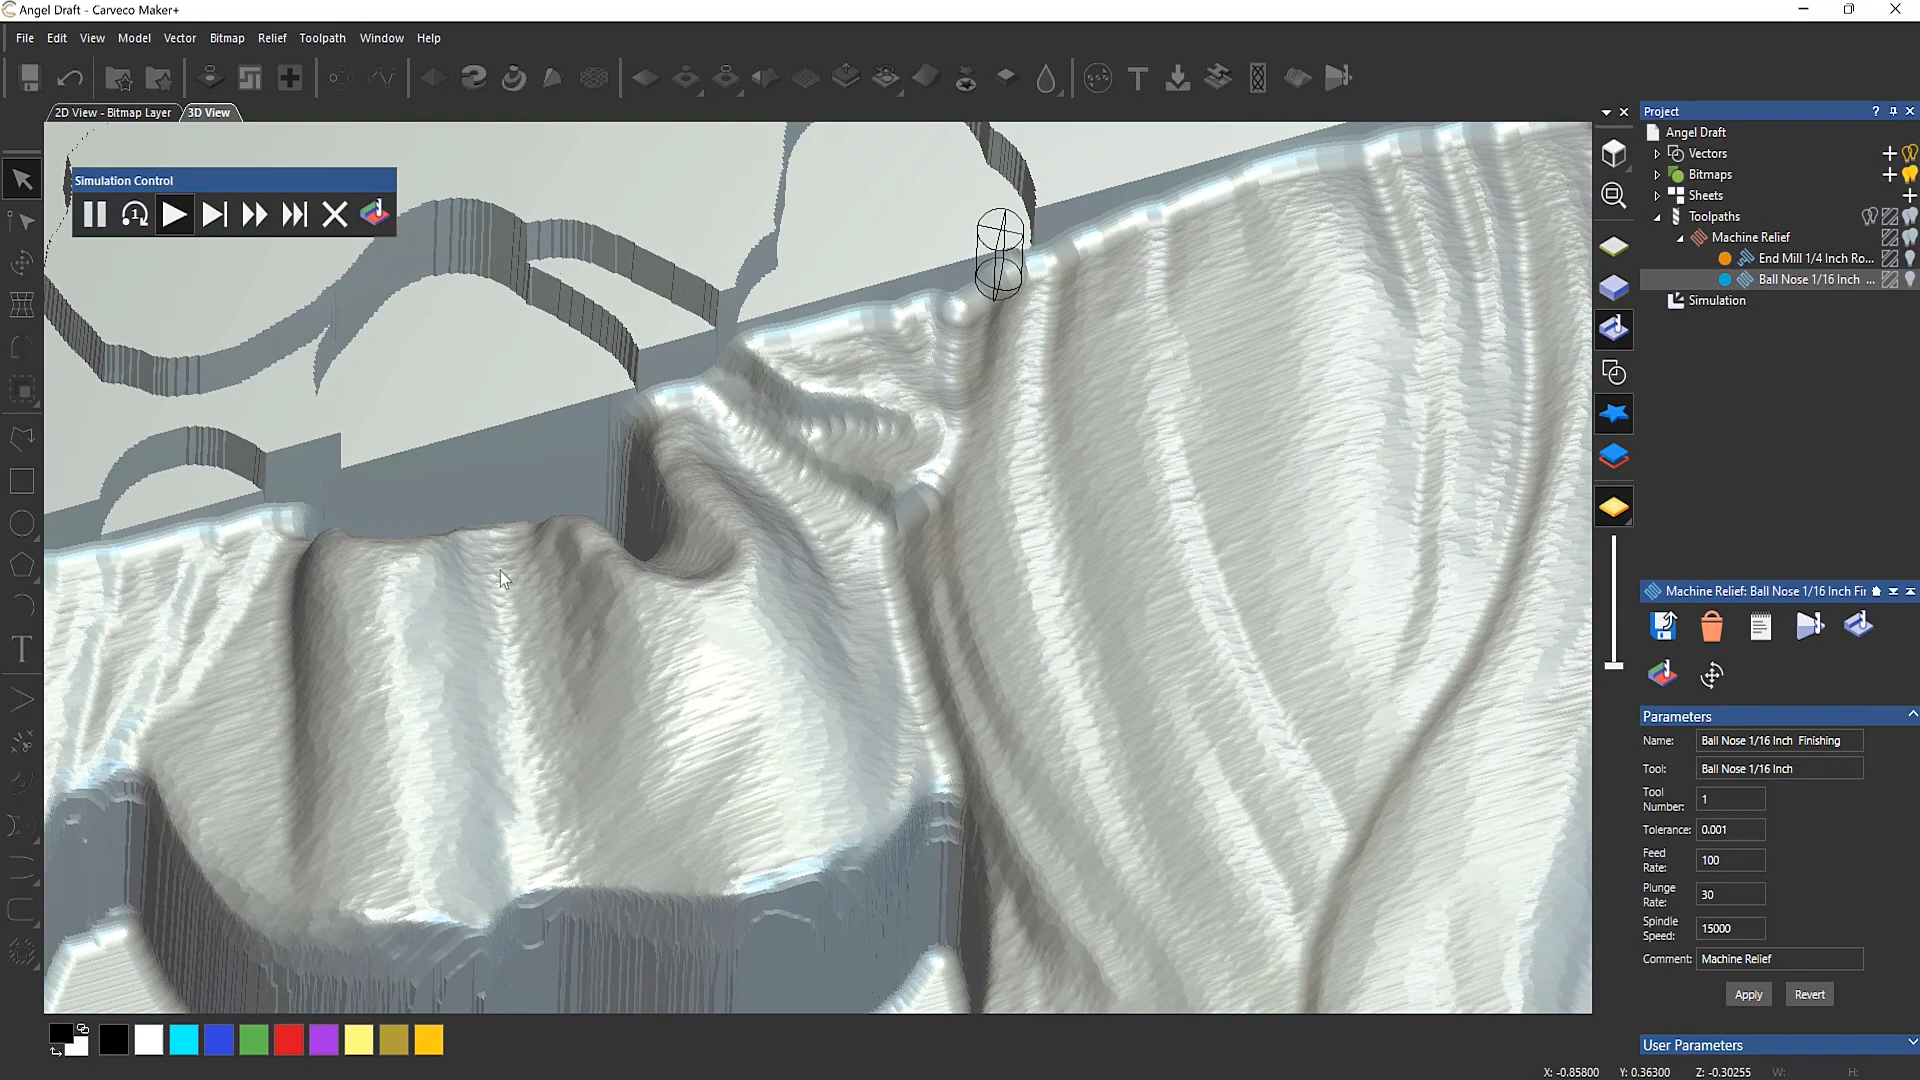 Angel Draft - Carveco Maker+
File Edit View Model Vector Bitmap Relief Toolpath Window Help
2D View - Bitmap Layer 3D View
Simulation Control
1
Project
Angel Draft
Vectors
Bitmaps
Sheets
Toolpaths
Machine Relief
End Mill 1/4 Inch Ro...
Ball Nose 1/16 Inch ...
Simulation
Machine Relief: Ball Nose 1/16 Inch Fir
Parameters
Name: Ball Nose 1/16 Inch Finishing
Tool: Ball Nose 1/16 Inch
Tool Number: 1
Tolerance: 0.001
Feed Rate: 100
Plunge Rate: 30
Spindle Speed: 15000
Comment: Machine Relief
Apply Revert
User Parameters
X: -0.85800 Y: 0.36300 Z: -0.30255 W: H: